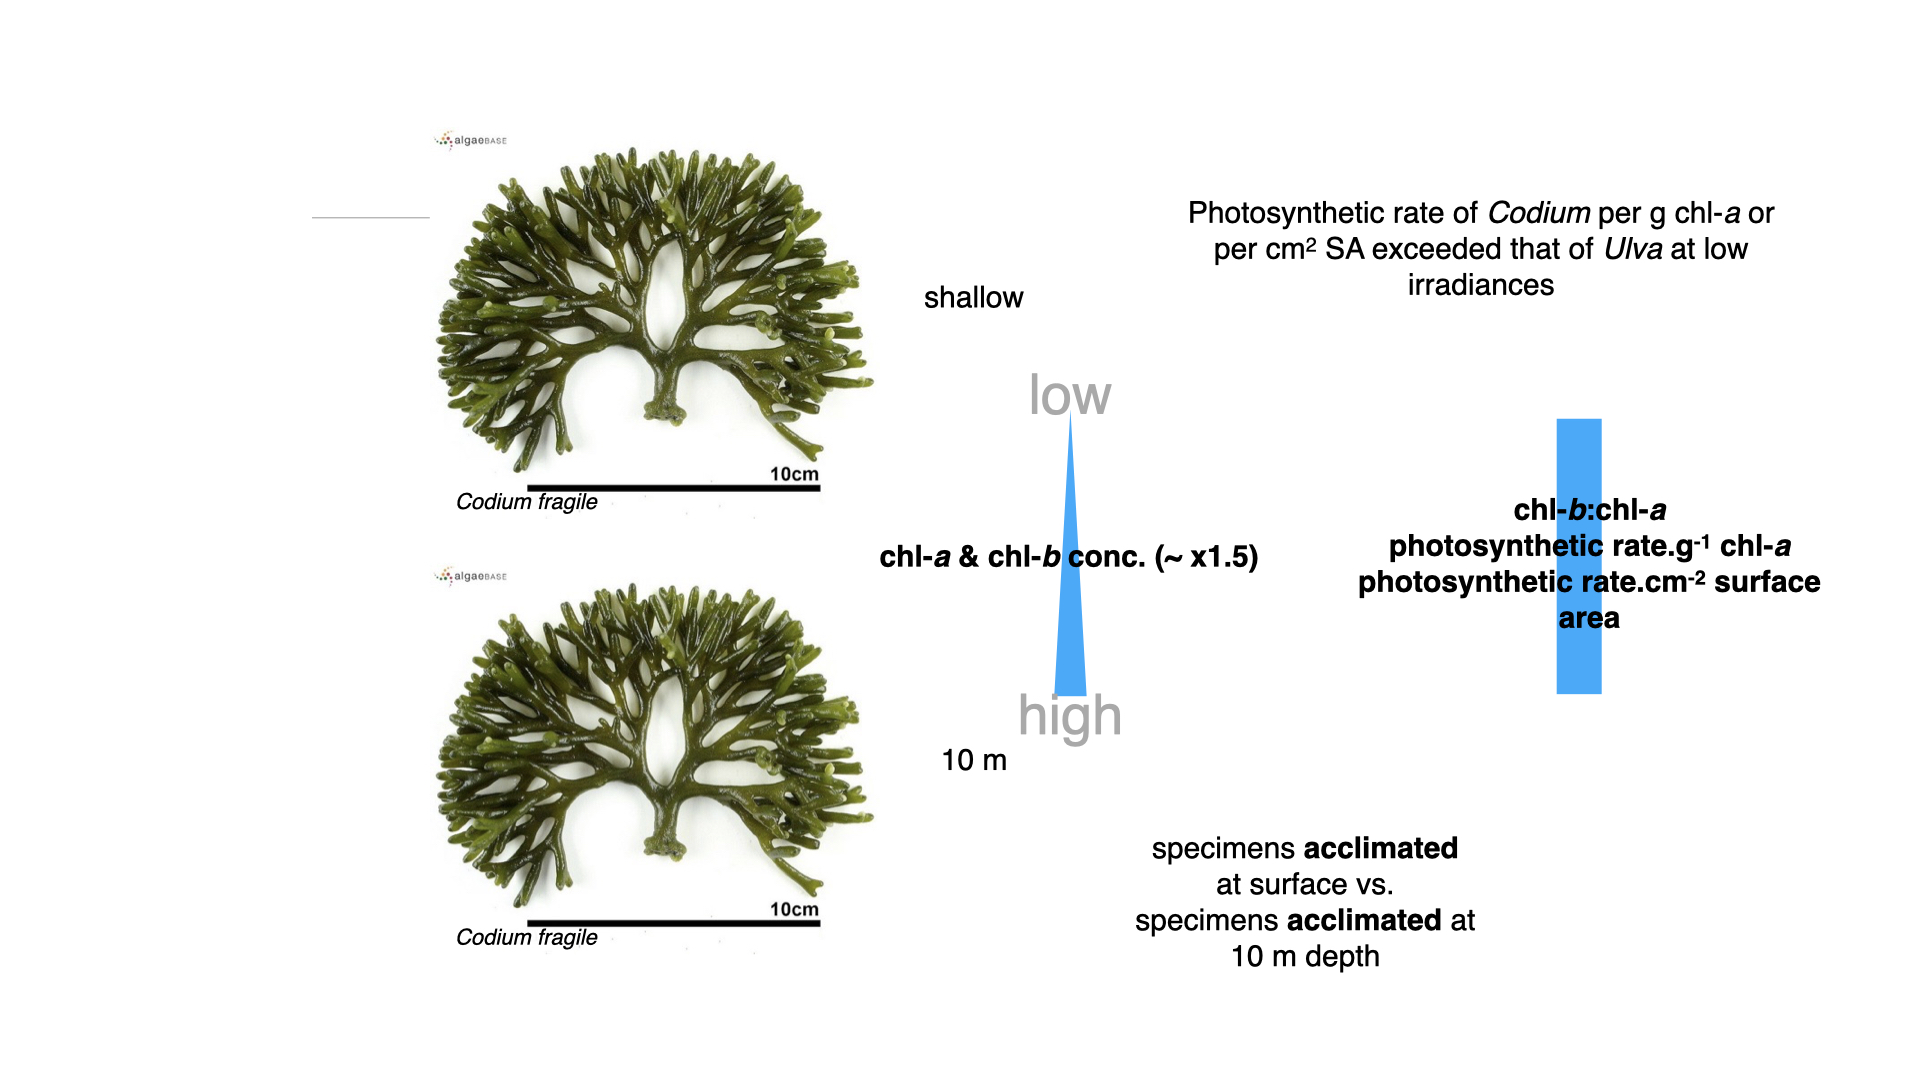 algaeBASE
10cm
Codium fragile
algaeBASE
10cm
Codium fragile
shallow
low
chl-a & chl-b conc. (~ x1.5)
high
10 m
Photosynthetic rate of Codium per g chl-a or
per cm² SA exceeded that of Ulva at low
irradiances
chl-b:chl-a
photosynthetic rate.g⁻¹ chl-a
photosynthetic rate.cm⁻² surface
area
specimens acclimated
at surface vs.
specimens acclimated at
10 m depth